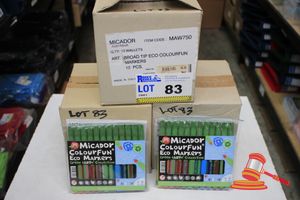 MICADOR
ITEM CODE: MAW750
QTY: 10 WALLETS
ART: BROAD TIP ECO COLOURFUN
MARKERS
10 PCS.
LOT
83
LOT 83
LOT 83
MICADOR
COLOURFUN
ECO MARKERS
MICADOR
COLOURFUN
ECO MARKERS